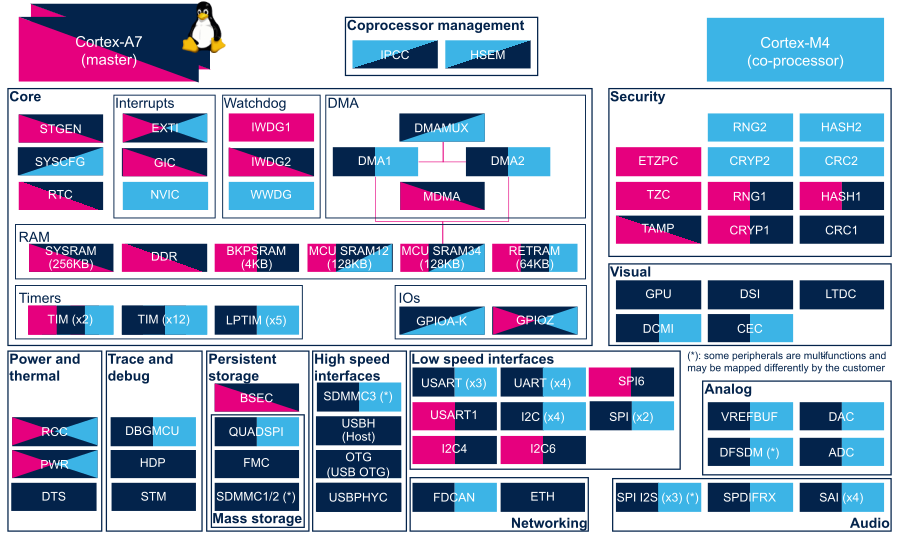 Cortex-A7
(master)
Coprocessor management
IPCC
HSEM
Cortex-M4
(co-processor)
Core
STGEN
SYSCFG
RTC
Interrupts
EXTI
GIC
NVIC
Watchdog
IWDG1
IWDG2
WWDG
DMA
DMAMUX
DMA1
DMA2
MDMA
RAM
SYSRAM
(256KB)
DDR
BKPSRAM
(4KB)
MCU SRAM12
(128KB)
MCU SRAM34
(128KB)
RETRAM
(64KB)
Timers
TIM (x2)
TIM (x12)
LPTIM (x5)
IOs
GPIOA-K
GPIOZ
Security
RNG2
HASH2
ETZPC
CRYP2
CRC2
TZC
RNG1
HASH1
TAMP
CRYP1
CRC1
Visual
GPU
DSI
LTDC
DCMI
CEC
(*): some peripherals are multifunctions and
may be mapped differently by the customer
Power and
thermal
RCC
PWR
DTS
Trace and
debug
DBGMCU
HDP
STM
Persistent
storage
BSEC
QUADSPI
FMC
SDMMC1/2 (*)
Mass storage
High speed
interfaces
SDMMC3 (*)
USBH
(Host)
OTG
(USB OTG)
USBPHYC
Low speed interfaces
USART (x3)
UART (x4)
SPI6
USART1
I2C (x4)
SPI (x2)
I2C4
I2C6
FDCAN
ETH
Networking
Analog
VREFBUF
DAC
DFSDM (*)
ADC
SPI I2S (x3) (*)
SPDIFRX
SAI (x4)
Audio